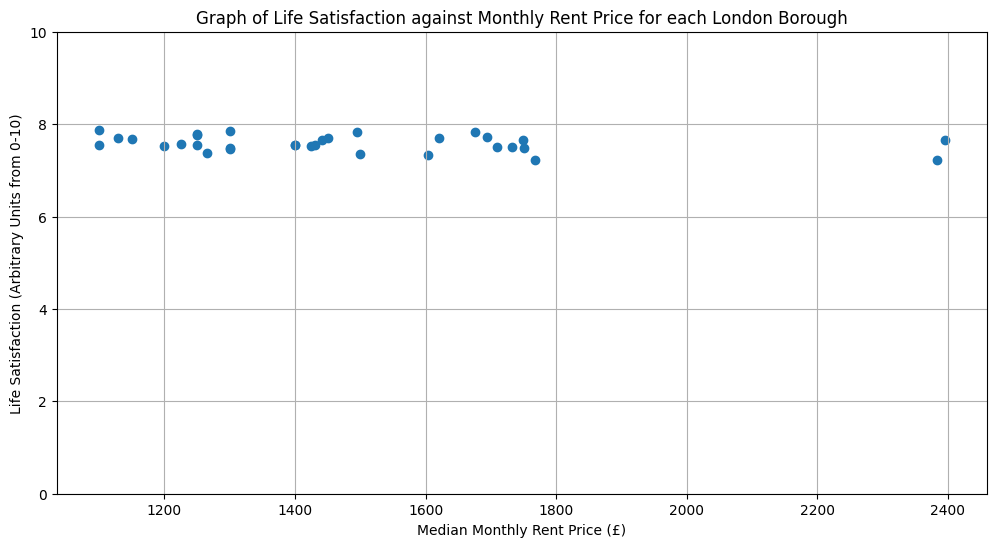 Graph of Life Satisfaction against Monthly Rent Price for each London Borough
Life Satisfaction (Arbitrary Units from 0-10)
10
8
6
4
2
0
1200 1400 1600 1800 2000 2200 2400
Median Monthly Rent Price (£)